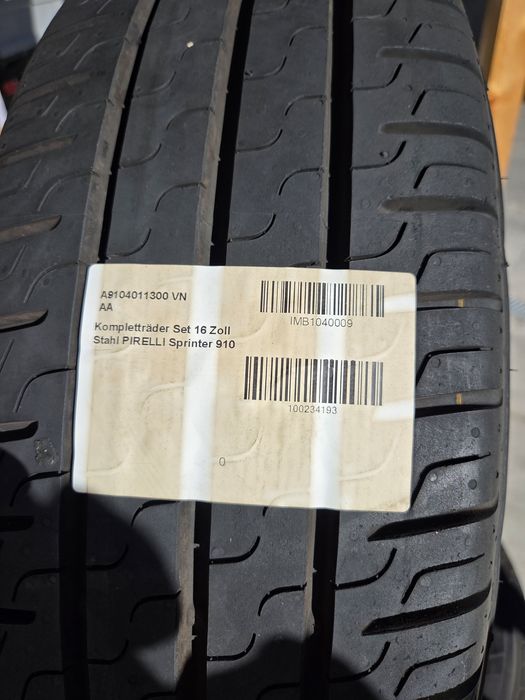 A9104011300 VN
AA
Kompletträder Set 16 Zoll
Stahl PIRELLI Sprinter 910
IMB1040009
100234193
0